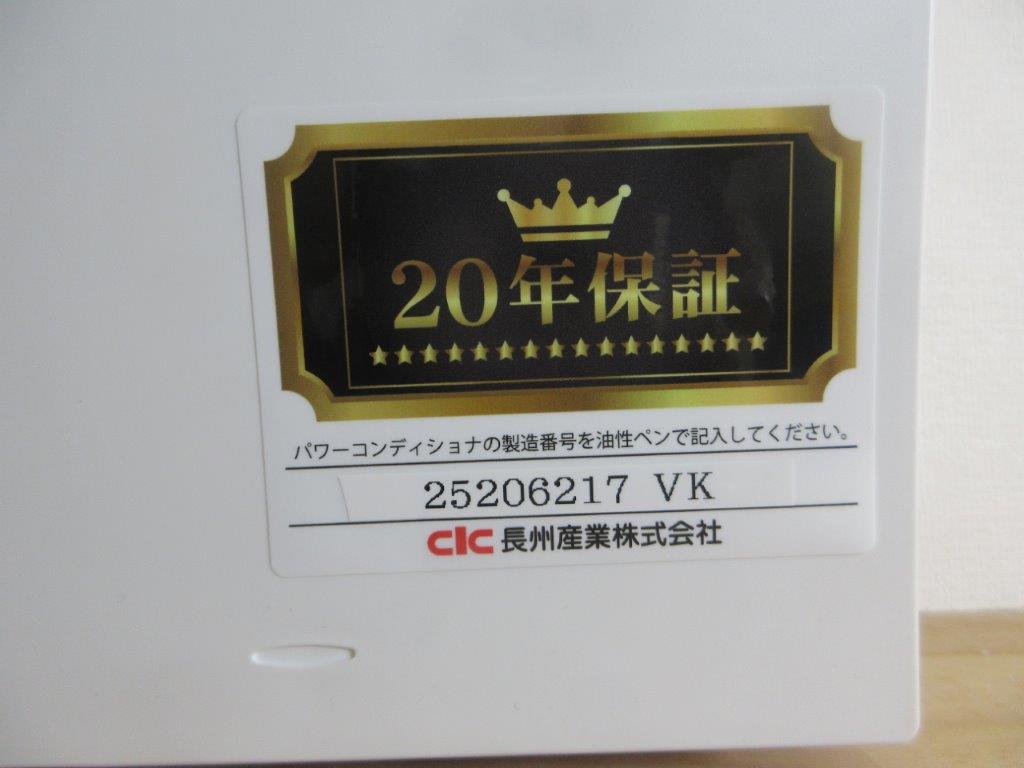 20年保証
パワーコンディショナの製造番号を油性ペンで記入してください。
25206217 VK
CIC 長州産業株式会社